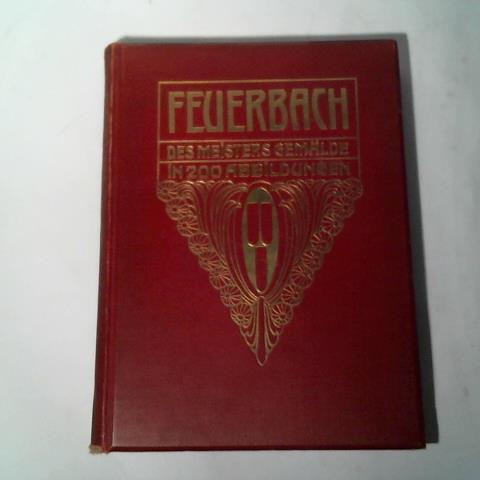 FEUERBACH
DES MEISTERS GEMÄLDE
IN 200 ABBILDUNGEN